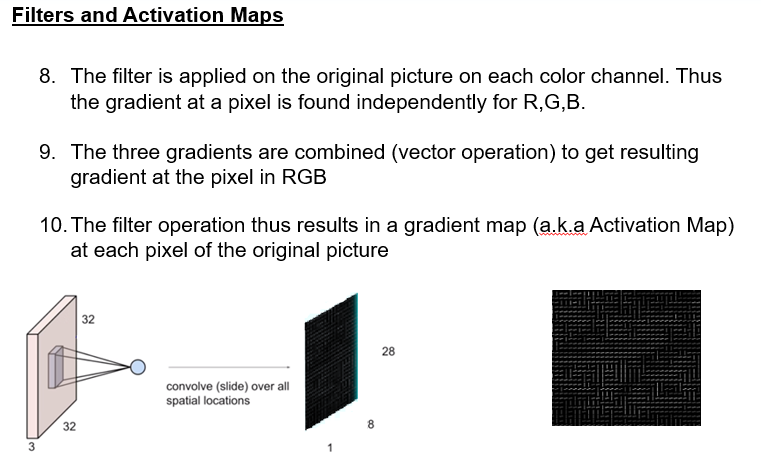 Filters and Activation Maps
8. The filter is applied on the original picture on each color channel. Thus
the gradient at a pixel is found independently for R,G,B.
9. The three gradients are combined (vector operation) to get resulting
gradient at the pixel in RGB
10. The filter operation thus results in a gradient map (a.k.a Activation Map)
at each pixel of the original picture
32
28
convolve (slide) over all
spatial locations
32
8
3
1